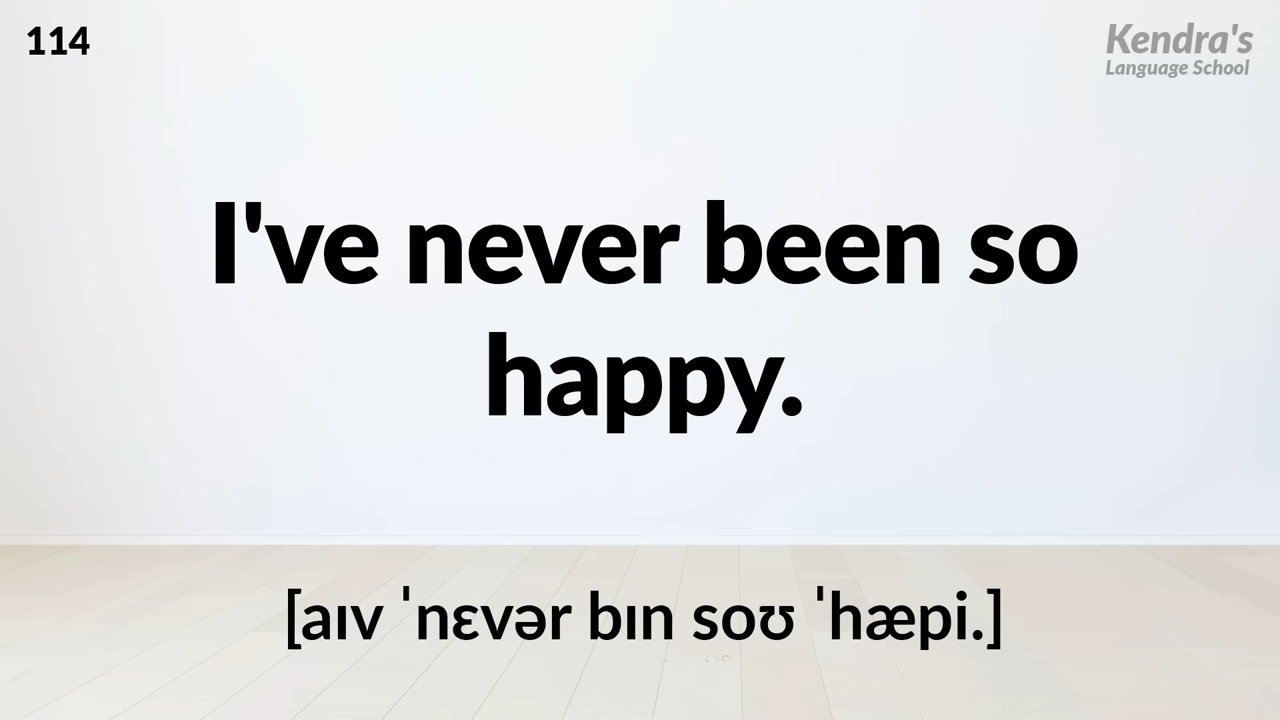 114
Kendra's
Language School
I've never been so
happy.
[aɪv ˈnɛvər bɪn soʊ ˈhæpi.]